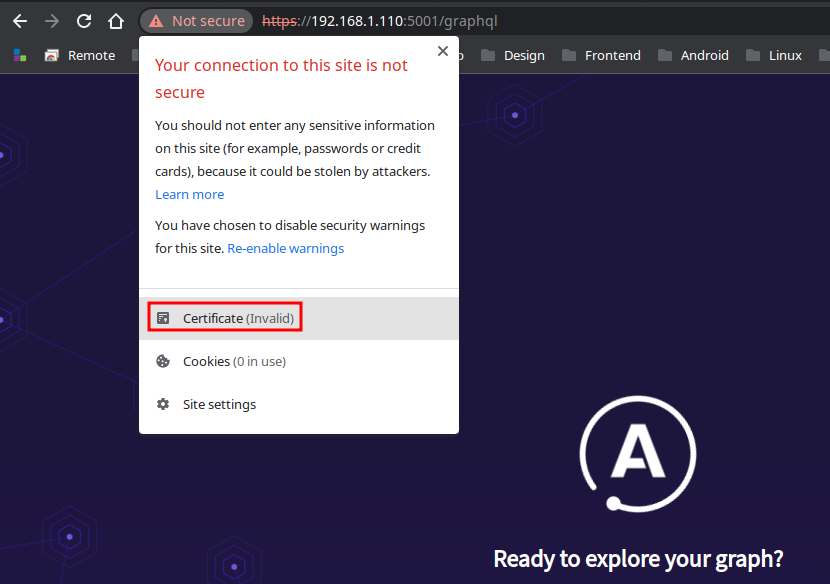 Not secure https://192.168.1.110:5001/graphql
Remote Design Frontend Android Linux
Your connection to this site is not
secure
You should not enter any sensitive information
on this site (for example, passwords or credit
cards), because it could be stolen by attackers.
Learn more
You have chosen to disable security warnings
for this site. Re-enable warnings
Certificate (Invalid)
Cookies (0 in use)
Site settings
A
Ready to explore your graph?